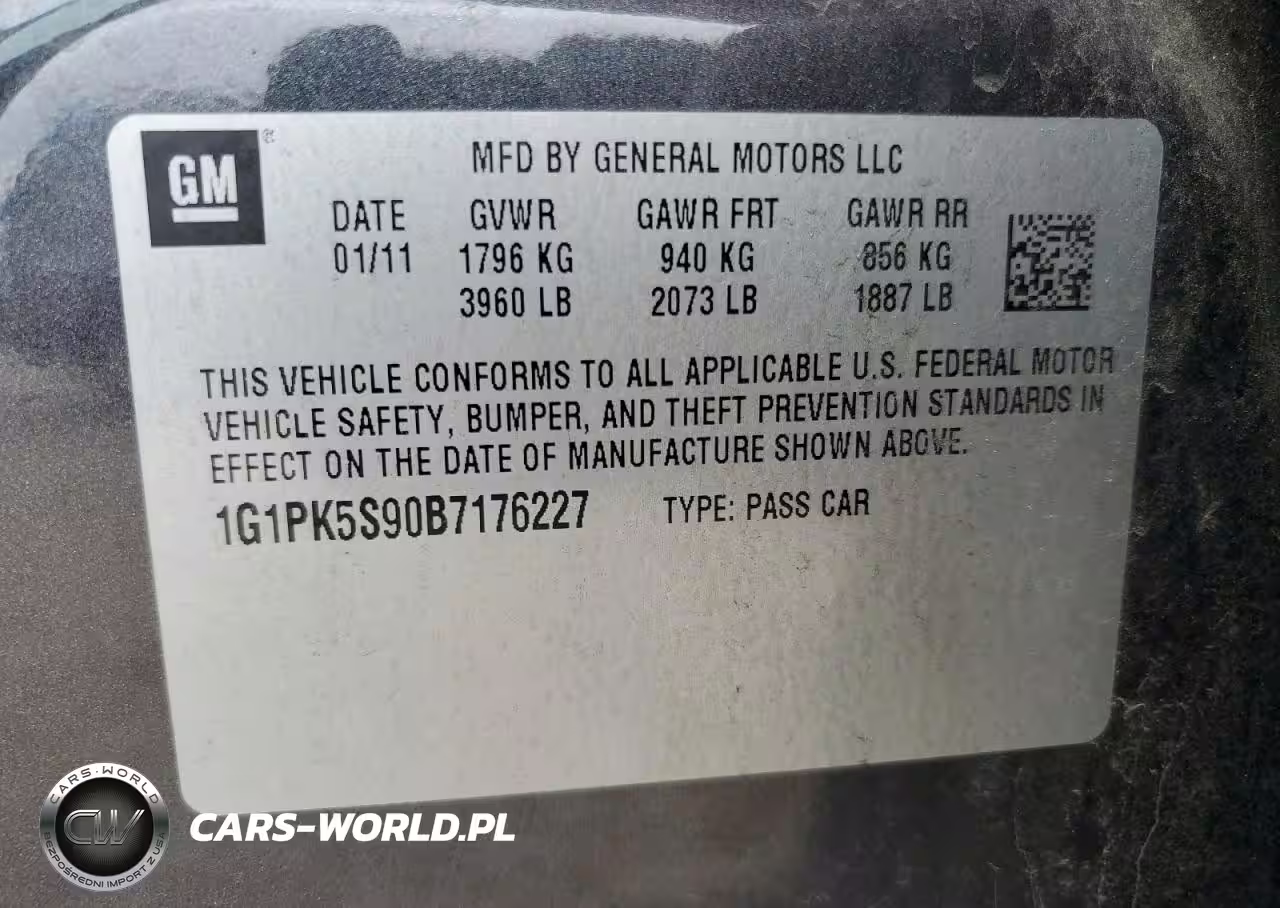 GM ®
MFD BY GENERAL MOTORS LLC
DATE GVWR GAWR FRT GAWR RR
01/11 1796 KG 940 KG 856 KG
3960 LB 2073 LB 1887 LB
THIS VEHICLE CONFORMS TO ALL APPLICABLE U.S. FEDERAL MOTOR
VEHICLE SAFETY, BUMPER, AND THEFT PREVENTION STANDARDS IN
EFFECT ON THE DATE OF MANUFACTURE SHOWN ABOVE.
1G1PK5S90B7176227 TYPE: PASS CAR
CARS-WORLD
CW
BEZPOŚREDNI IMPORT Z USA
CARS-WORLD.PL